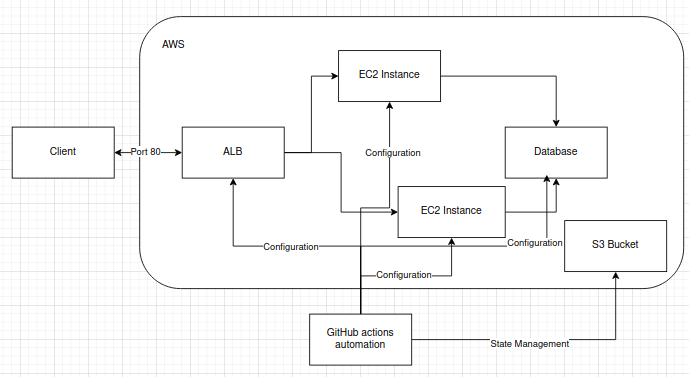 AWS
EC2 Instance
Client
Port 80
ALB
Configuration
Database
EC2 Instance
Configuration
Configuration
S3 Bucket
Configuration
GitHub actions
automation
State Management